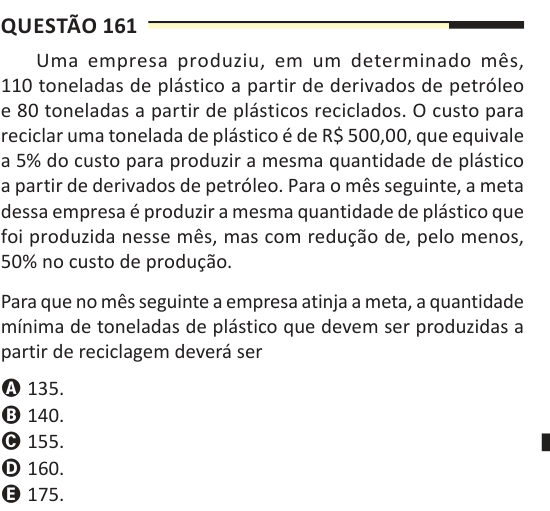 QUESTÃO 161
Uma empresa produziu, em um determinado mês,
110 toneladas de plástico a partir de derivados de petróleo
e 80 toneladas a partir de plásticos reciclados. O custo para
reciclar uma tonelada de plástico é de R$ 500,00, que equivale
a 5% do custo para produzir a mesma quantidade de plástico
a partir de derivados de petróleo. Para o mês seguinte, a meta
dessa empresa é produzir a mesma quantidade de plástico que
foi produzida nesse mês, mas com redução de, pelo menos,
50% no custo de produção.
Para que no mês seguinte a empresa atinja a meta, a quantidade
mínima de toneladas de plástico que devem ser produzidas a
partir de reciclagem deverá ser
A 135.
B 140.
C 155.
D 160.
E 175.